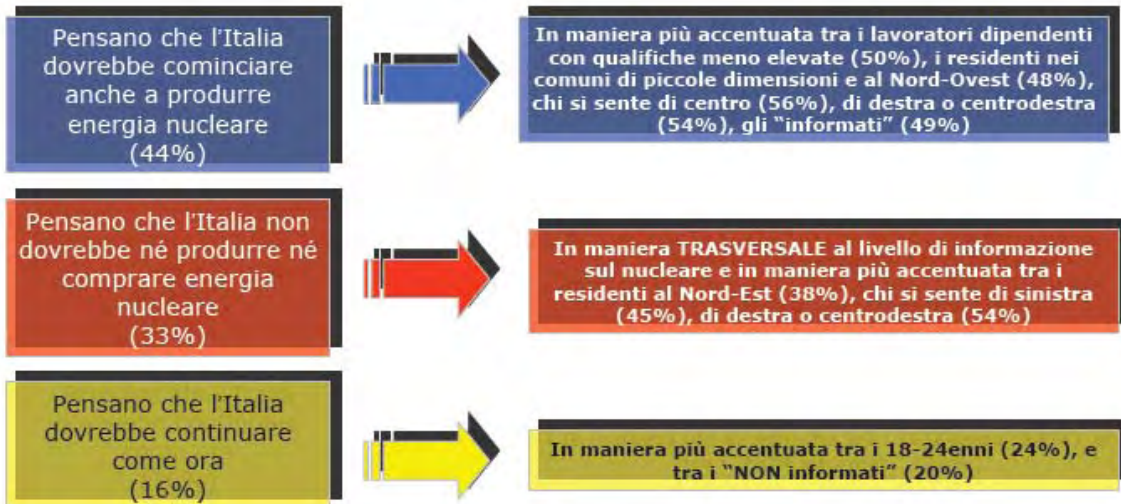 Pensano che l'Italia
dovrebbe cominciare
anche a produrre
energia nucleare
(44%)
In maniera più accentuata tra i lavoratori dipendenti
con qualifiche meno elevate (50%), i residenti nei
comuni di piccole dimensioni e al Nord-Ovest (48%),
chi si sente di centro (56%), di destra o centrodestra
(54%), gli "informati" (49%)
Pensano che l'Italia non
dovrebbe né produrre né
comprare energia
nucleare
(33%)
In maniera TRASVERSALE al livello di informazione
sul nucleare e in maniera più accentuata tra i
residenti al Nord-Est (38%), chi si sente di sinistra
(45%), di destra o centrodestra (54%)
Pensano che l'Italia
dovrebbe continuare
come ora
(16%)
In maniera più accentuata tra i 18-24enni (24%), e
tra i "NON informati" (20%)